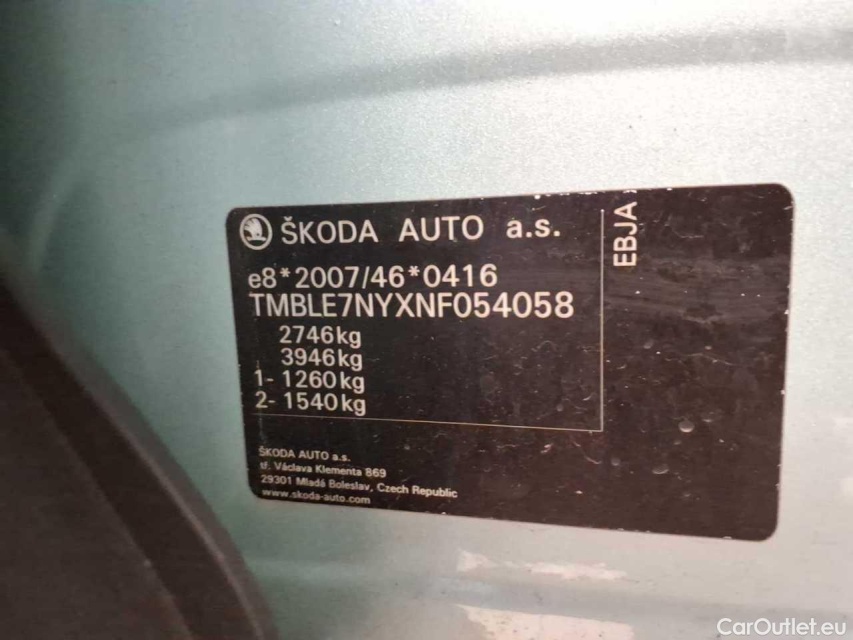 ŠKODA AUTO a.s.
e8*2007/46*0416
TMBLE7NYXNF054058
2746kg
3946kg
1- 1260kg
2- 1540kg
EBJA
ŠKODA AUTO a.s.
tř. Václava Klementa 869
29301 Mladá Boleslav, Czech Republic
www.skoda-auto.com
CarOutlet.eu